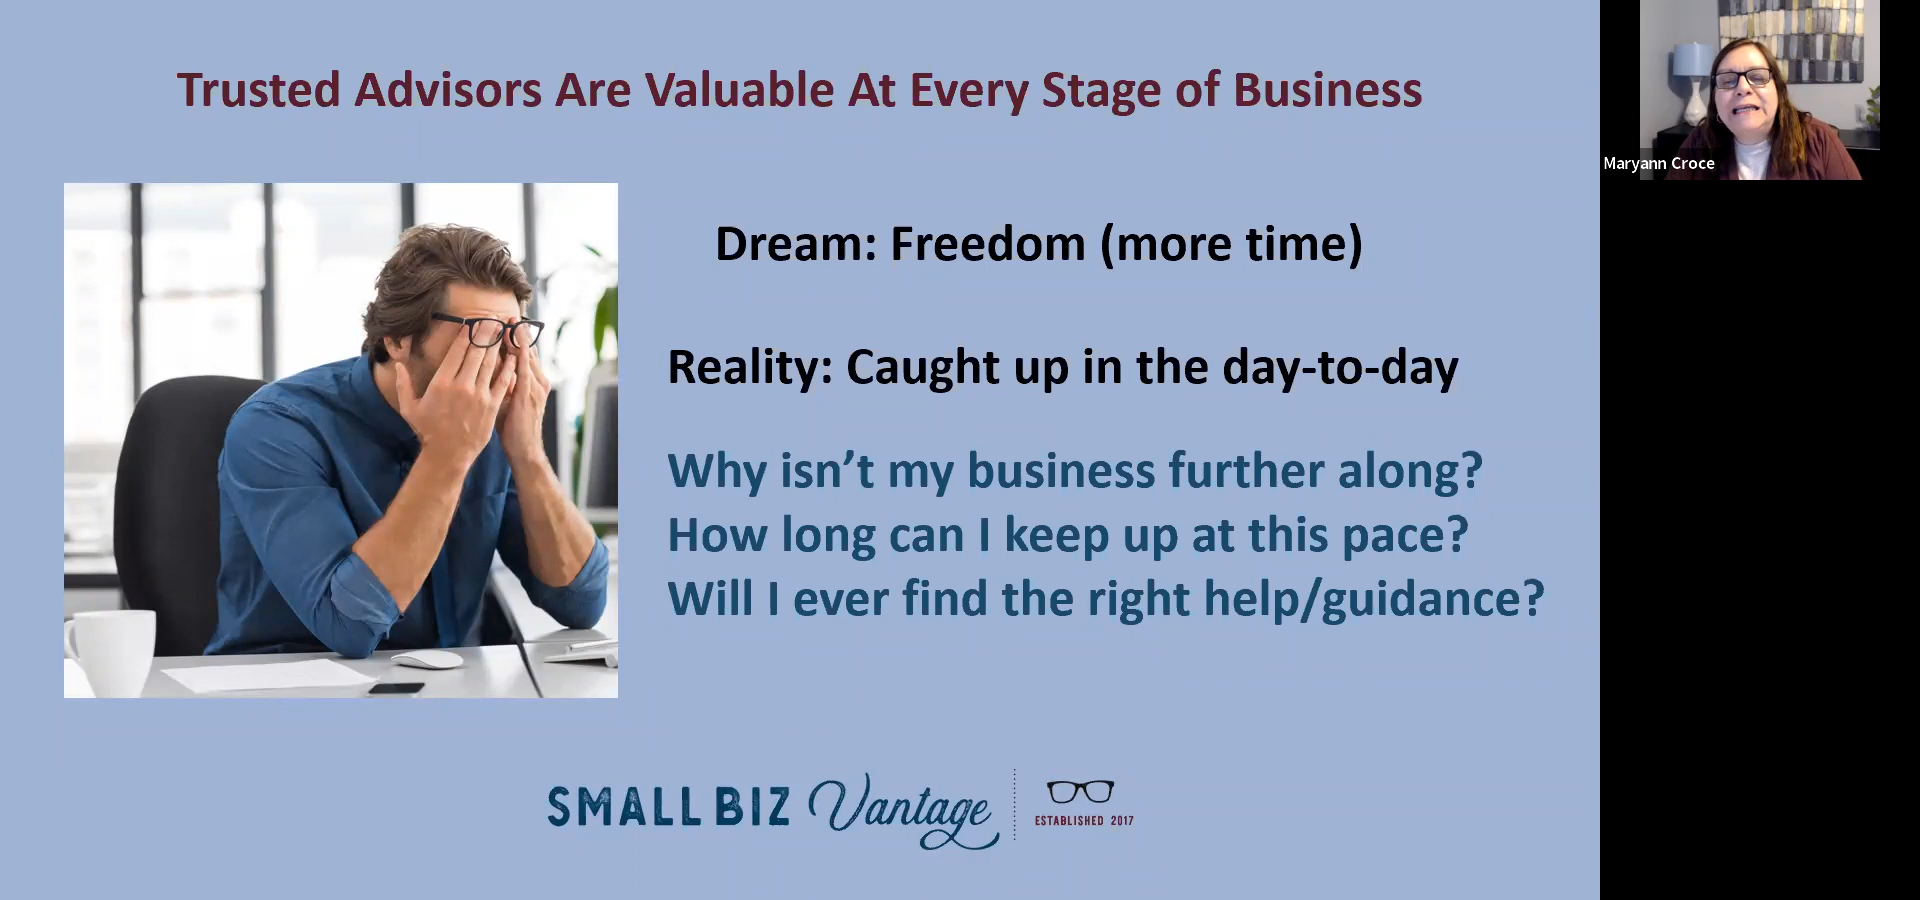 Trusted Advisors Are Valuable At Every Stage of Business
Maryann Croce
Dream: Freedom (more time)
Reality: Caught up in the day-to-day
Why isn’t my business further along?
How long can I keep up at this pace?
Will I ever find the right help/guidance?
SMALL BIZ Vantage
ESTABLISHED 2017